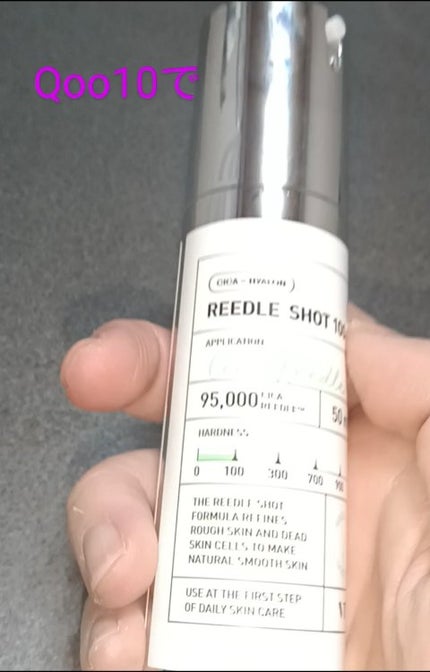 Qoo10で
CICA - HYALON
REEDLE SHOT 100
APPLICATION
95,000 CICA REEDLE™
50
HARDNESS
0 100 300 700
THE REEDLE SHOT
FORMULA REFINES
ROUGH SKIN AND DEAD
SKIN CELLS TO MAKE
NATURAL SMOOTH SKIN
USE AT THE FIRST STEP
OF DAILY SKIN CARE